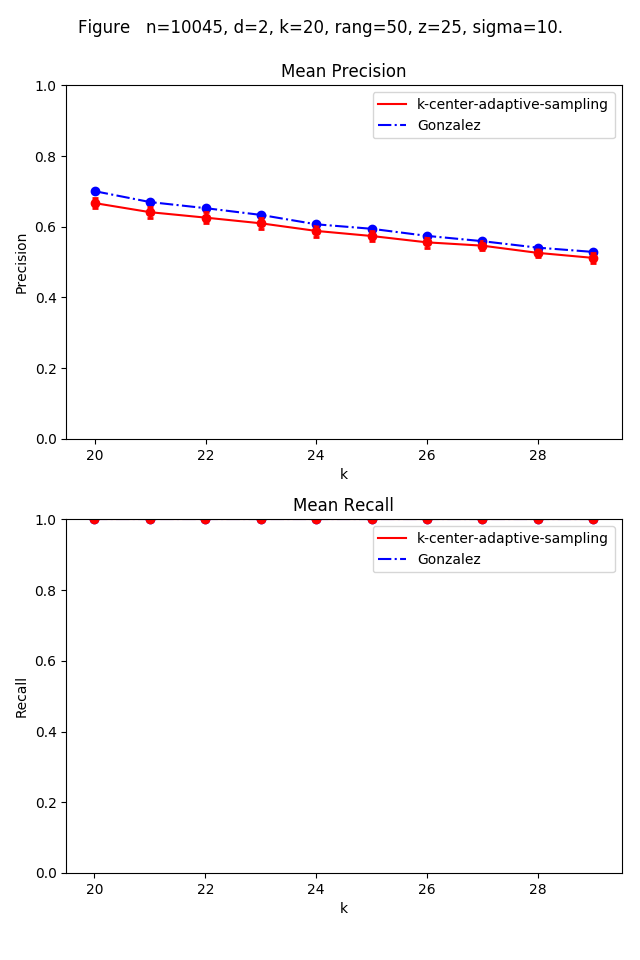 Figure   n=10045, d=2, k=20, rang=50, z=25, sigma=10.
Mean Precision
1.0
0.8
0.6
0.4
0.2
0.0
Precision
k-center-adaptive-sampling
Gonzalez
20 22 24 26 28
k
Mean Recall
1.0
0.8
0.6
0.4
0.2
0.0
Recall
k-center-adaptive-sampling
Gonzalez
20 22 24 26 28
k